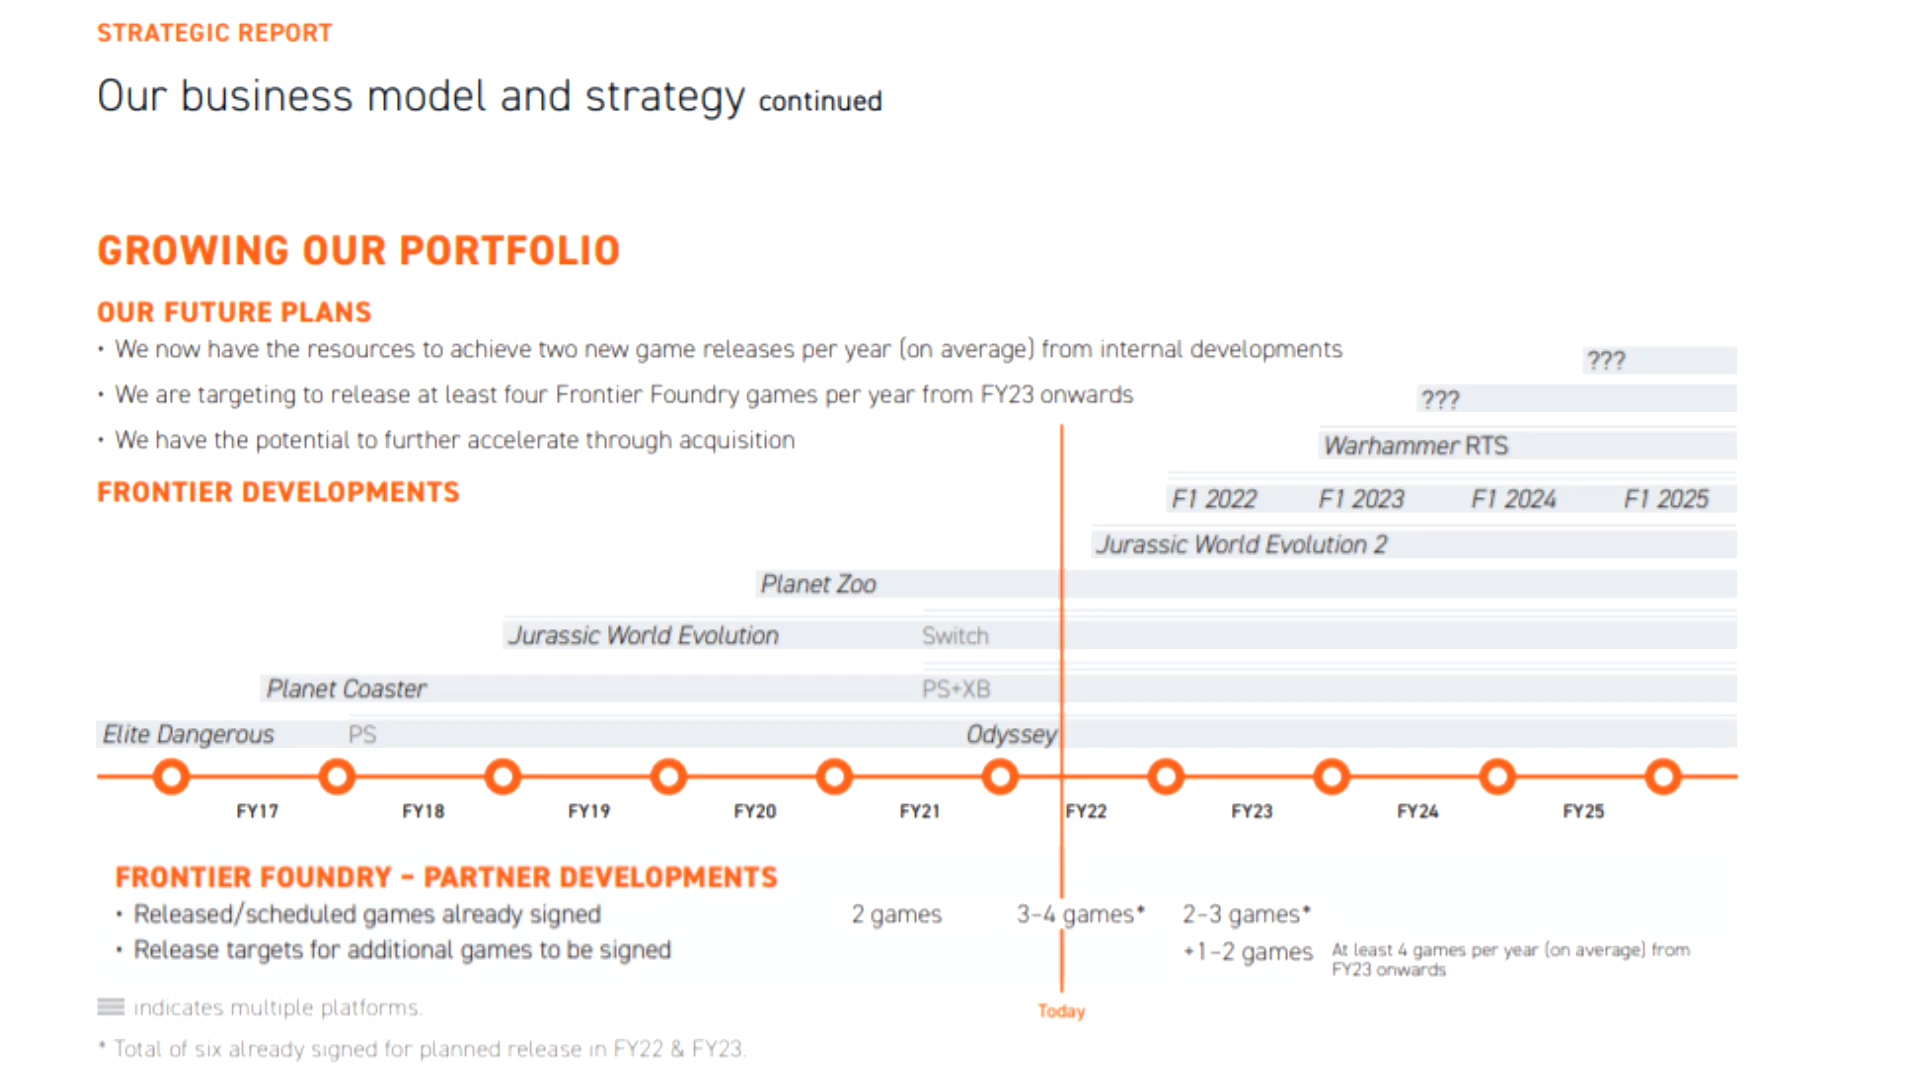 STRATEGIC REPORT
Our business model and strategy continued
GROWING OUR PORTFOLIO
OUR FUTURE PLANS
• We now have the resources to achieve two new game releases per year (on average) from internal developments
???
• We are targeting to release at least four Frontier Foundry games per year from FY23 onwards
???
• We have the potential to further accelerate through acquisition
Warhammer RTS
FRONTIER DEVELOPMENTS
F1 2022 F1 2023 F1 2024 F1 2025
Jurassic World Evolution 2
Planet Zoo
Jurassic World Evolution Switch
Planet Coaster PS+XB
Elite Dangerous PS Odyssey
FY17 FY18 FY19 FY20 FY21 FY22 FY23 FY24 FY25
FRONTIER FOUNDRY – PARTNER DEVELOPMENTS
• Released/scheduled games already signed 2 games 3-4 games* 2-3 games*
• Release targets for additional games to be signed +1-2 games At least 4 games per year (on average) from
FY23 onwards
indicates multiple platforms.
Today
* Total of six already signed for planned release in FY22 & FY23.